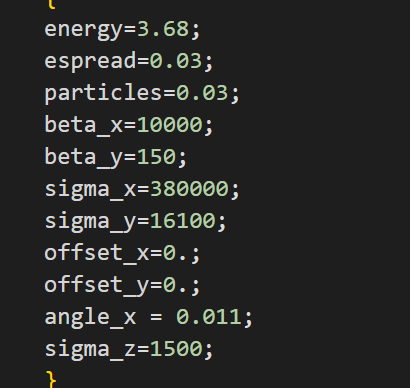 {
energy=3.68;
espread=0.03;
particles=0.03;
beta_x=10000;
beta_y=150;
sigma_x=380000;
sigma_y=16100;
offset_x=0.;
offset_y=0.;
angle_x = 0.011;
sigma_z=1500;
}